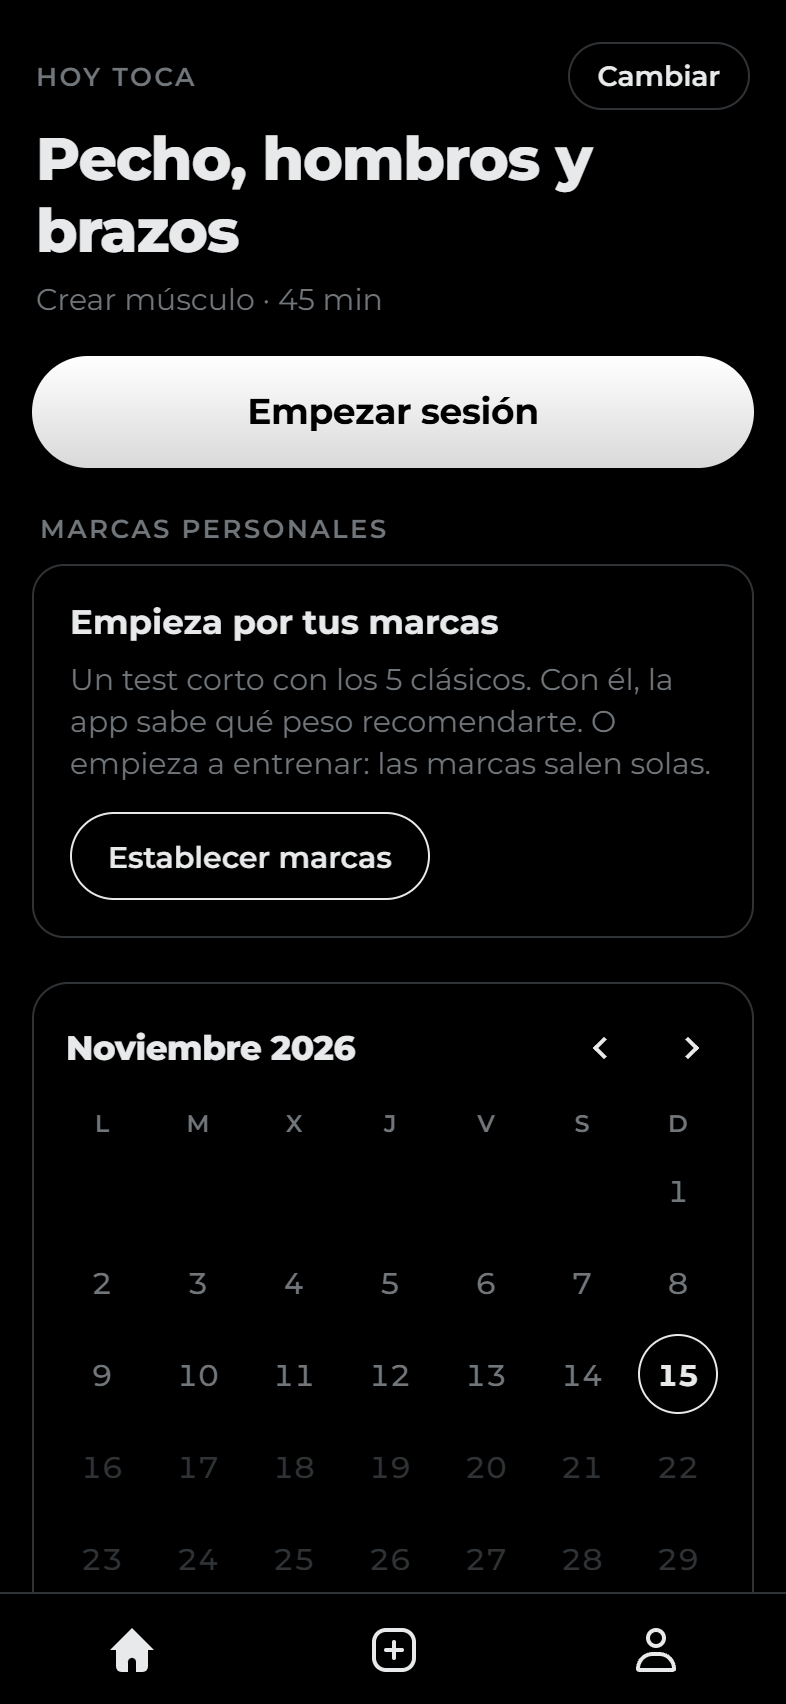 HOY TOCA
Cambiar
Pecho, hombros y
brazos
Crear músculo · 45 min
Empezar sesión
MARCAS PERSONALES
Empieza por tus marcas
Un test corto con los 5 clásicos. Con él, la
app sabe qué peso recomendarte. O
empieza a entrenar: las marcas salen solas.
Establecer marcas
Noviembre 2026
L M X J V S D
1
2 3 4 5 6 7 8
9 10 11 12 13 14 15
16 17 18 19 20 21 22
23 24 25 26 27 28 29